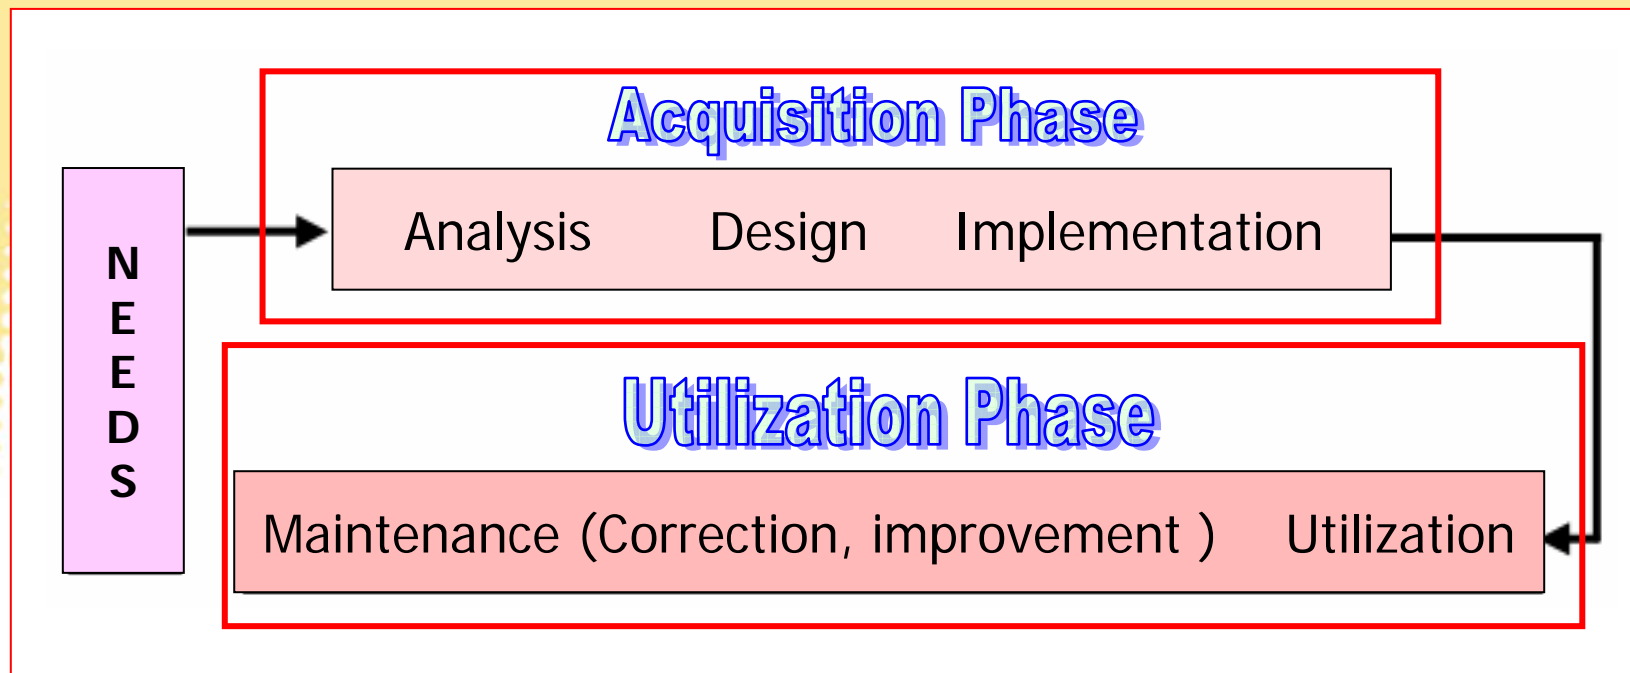 Acquisition Phase
N
E
E
D
S
Analysis Design Implementation
Utilization Phase
Maintenance (Correction, improvement ) Utilization